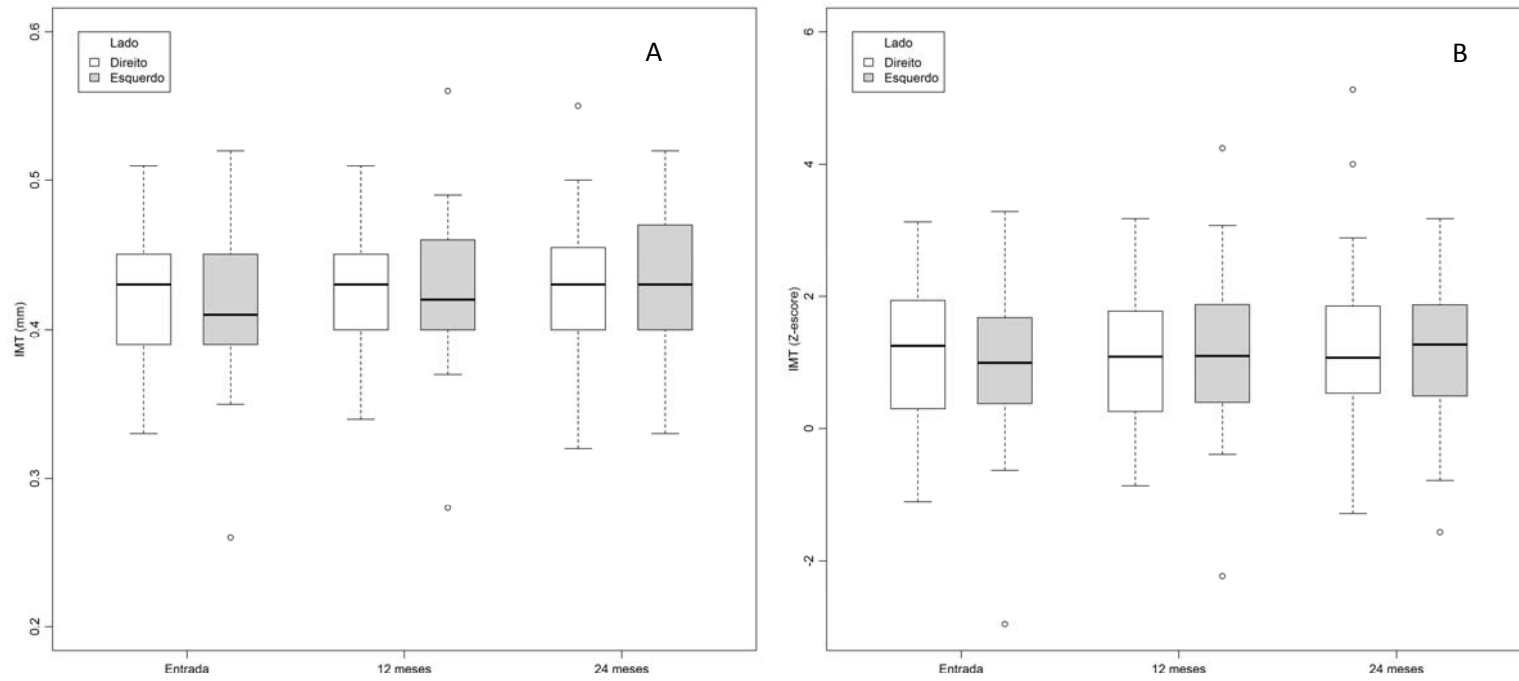 A
Lado
Direito
Esquerdo
IMT (mm)
0.6
0.5
0.4
0.3
0.2
Entrada
12 meses
24 meses
B
Lado
Direito
Esquerdo
IMT (Z-escore)
6
4
2
0
-2
Entrada
12 meses
24 meses